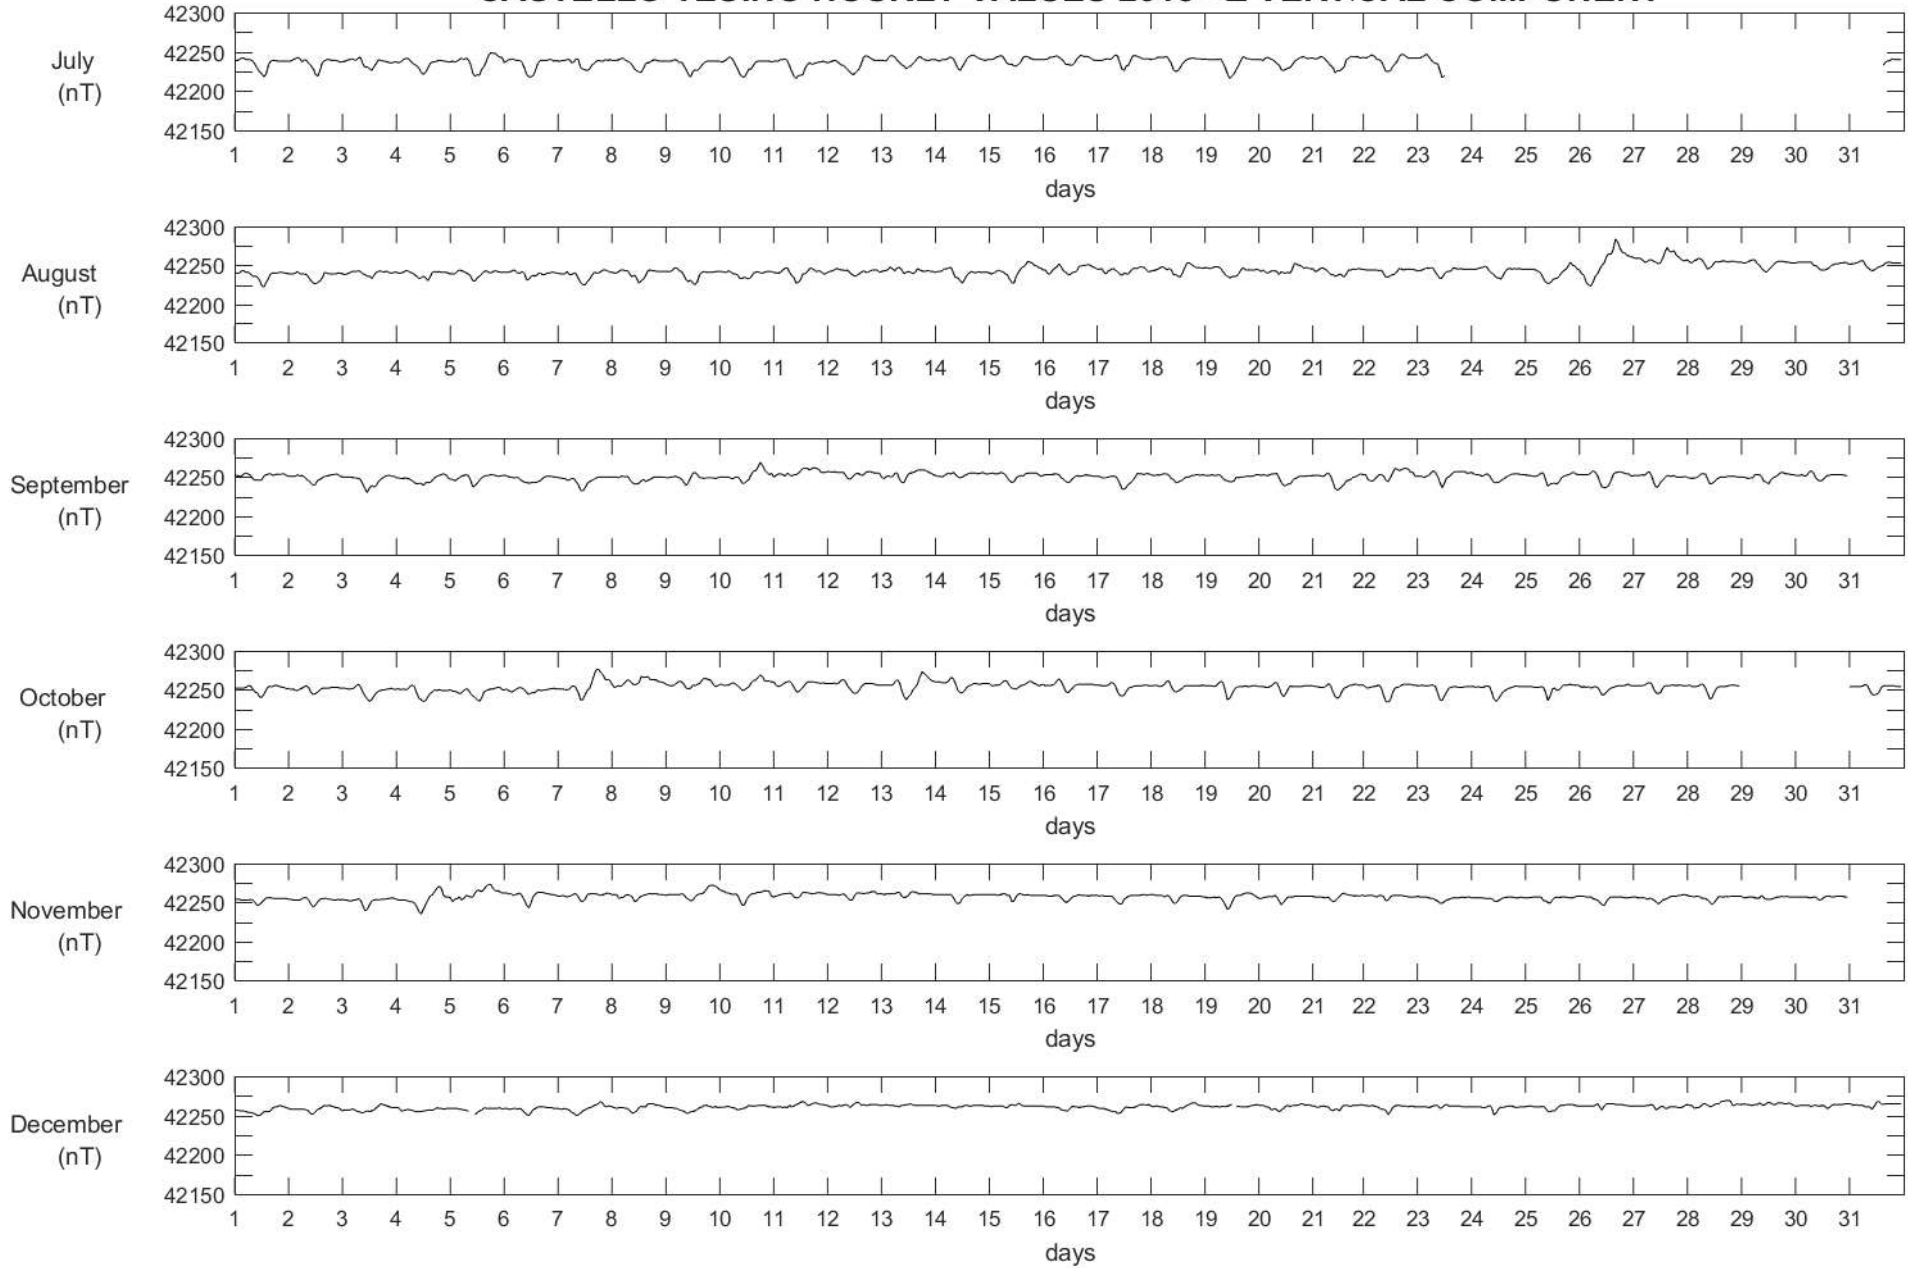 42300
July 42250
(nT) 42200
42150
1 2 3 4 5 6 7 8 9 10 11 12 13 14 15 16 17 18 19 20 21 22 23 24 25 26 27 28 29 30 31
days
42300
August 42250
(nT) 42200
42150
1 2 3 4 5 6 7 8 9 10 11 12 13 14 15 16 17 18 19 20 21 22 23 24 25 26 27 28 29 30 31
days
42300
September 42250
(nT) 42200
42150
1 2 3 4 5 6 7 8 9 10 11 12 13 14 15 16 17 18 19 20 21 22 23 24 25 26 27 28 29 30 31
days
42300
October 42250
(nT) 42200
42150
1 2 3 4 5 6 7 8 9 10 11 12 13 14 15 16 17 18 19 20 21 22 23 24 25 26 27 28 29 30 31
days
42300
November 42250
(nT) 42200
42150
1 2 3 4 5 6 7 8 9 10 11 12 13 14 15 16 17 18 19 20 21 22 23 24 25 26 27 28 29 30 31
days
42300
December 42250
(nT) 42200
42150
1 2 3 4 5 6 7 8 9 10 11 12 13 14 15 16 17 18 19 20 21 22 23 24 25 26 27 28 29 30 31
days